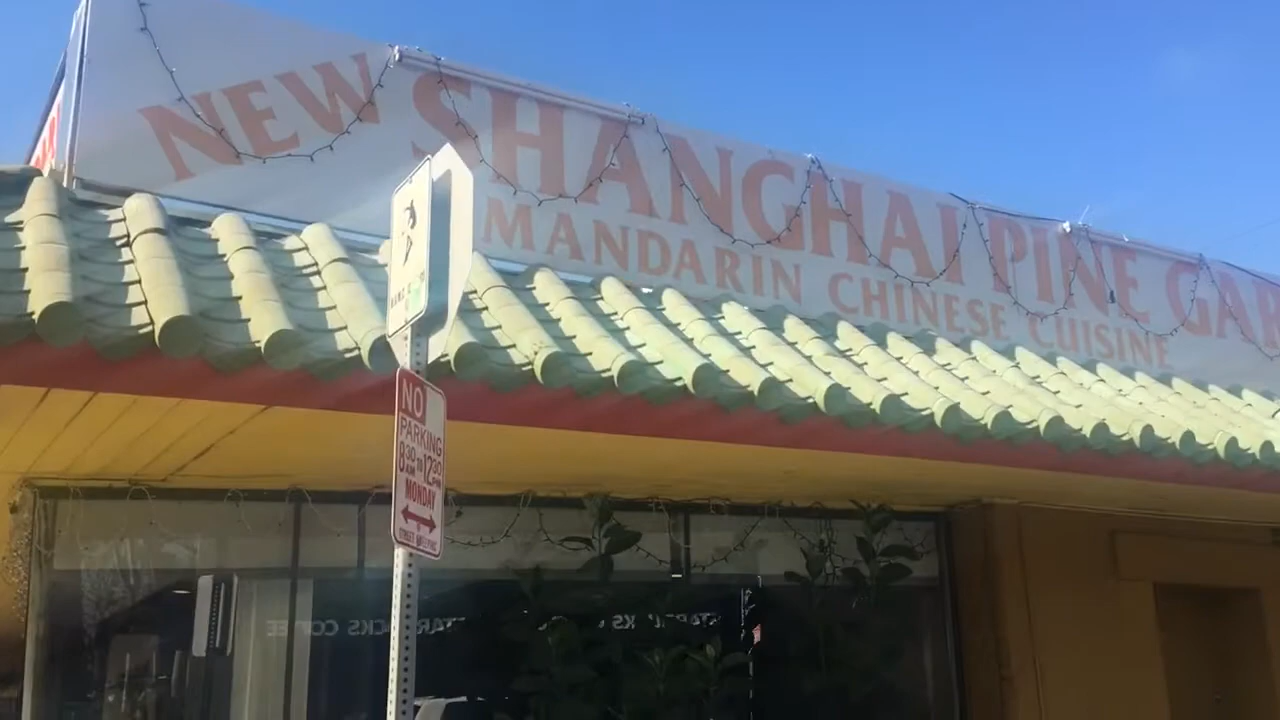 NEW SHANGHAI PINE GAR
MANDARIN CHINESE CUISINE
NO
PARKING
8:30 AM TO 12:30 PM
MONDAY
STREET SWEEPING
STARBUCKS COFFEE